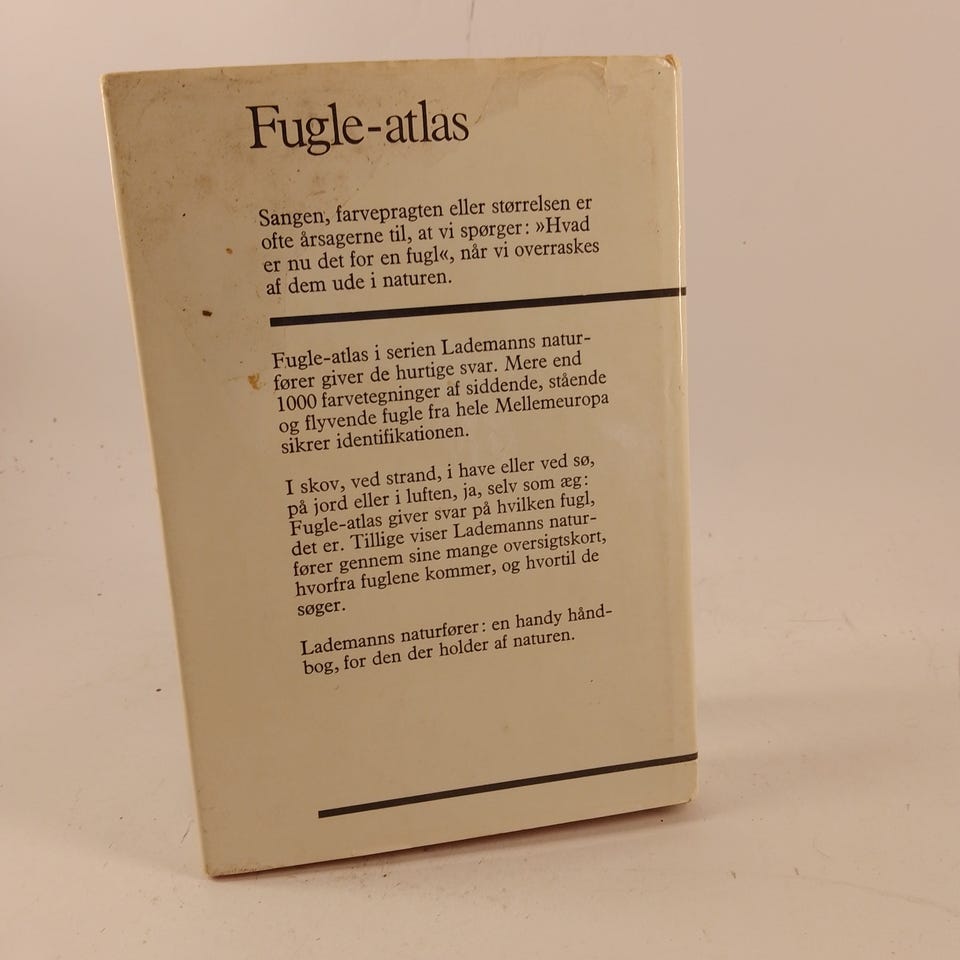 Fugle-atlas
Sangen, farvepragten eller størrelsen er
ofte årsagerne til, at vi spørger: »Hvad
er nu det for en fugl«, når vi overraskes
af dem ude i naturen.
Fugle-atlas i serien Lademanns natur-
fører giver de hurtige svar. Mere end
1000 farvetegninger af siddende, stående
og flyvende fugle fra hele Mellemeuropa
sikrer identifikationen.
I skov, ved strand, i have eller ved sø,
på jord eller i luften, ja, selv som æg:
Fugle-atlas giver svar på hvilken fugl,
det er. Tillige viser Lademanns natur-
fører gennem sine mange oversigtskort,
hvorfra fuglene kommer, og hvortil de
søger.
Lademanns naturfører: en handy hånd-
bog, for den der holder af naturen.